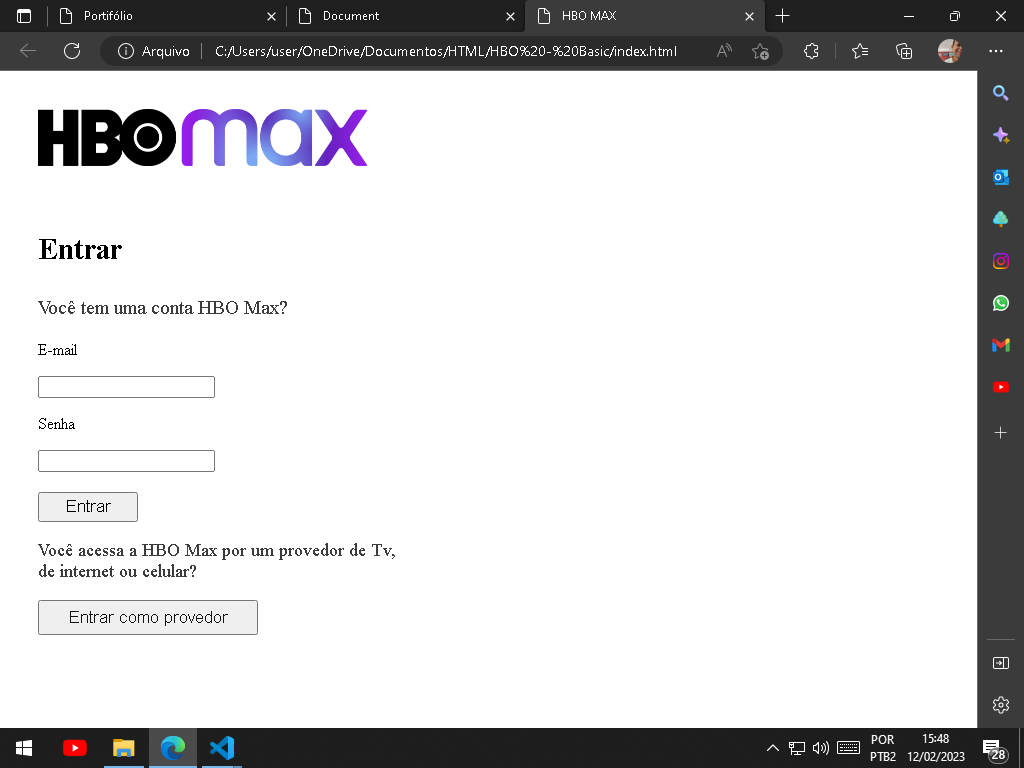 Portifólio
Document
HBO MAX
Arquivo
C:/Users/user/OneDrive/Documentos/HTML/HBO%20-%20Basic/index.html
HBOmax
Entrar
Você tem uma conta HBO Max?
E-mail
Senha
Entrar
Você acessa a HBO Max por um provedor de Tv,
de internet ou celular?
Entrar como provedor
POR
PTB2
15:48
12/02/2023
28